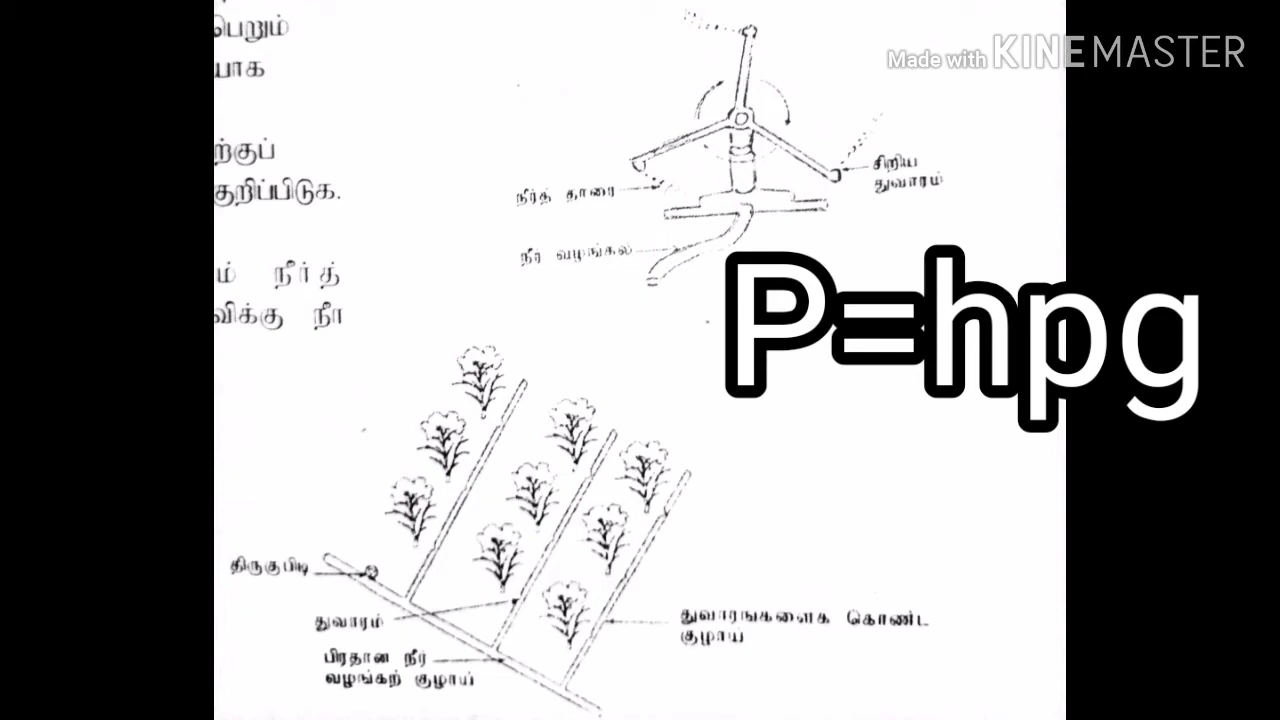 பெறும்
Made with KINEMASTER
யாக
ற்குப்
குறிப்பிடுக.
சிறிய
துவாரம்
நீர்த் தாரை
நீர் வழங்கல்
ம் நீர்த்
விக்கு நீர
P=hpg
திருகுபிடி
துவாரம்
துவாரங்களைக் கொண்ட
குழாய்
பிரதான நீர்
வழங்கற் குழாய்